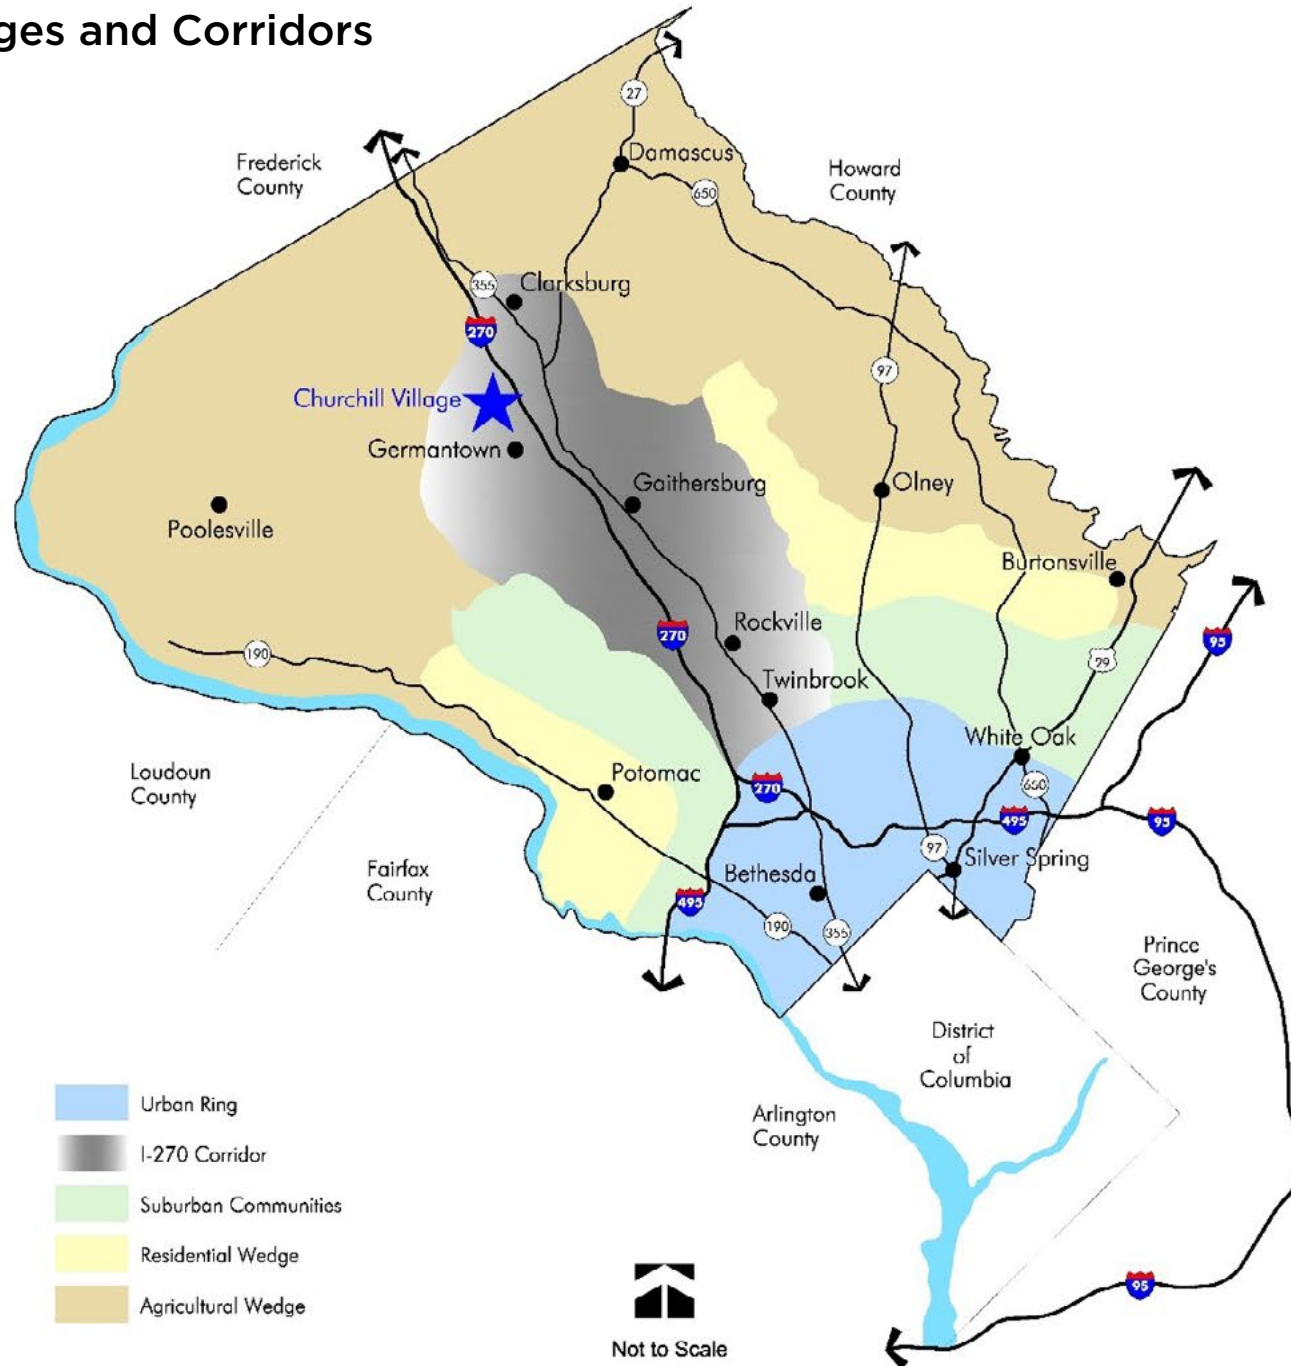 ges and Corridors
27
Damascus
Frederick
County
650
Howard
County
355
Clarksburg
270
97
Churchill Village
Germantown
Gaithersburg
Olney
Poolesville
Burtonsville
Rockville
270
95
190
29
Twinbrook
White Oak
Loudoun
County
Potomac
270
650
495
95
97
Silver Spring
Fairfax
County
Bethesda
495
190
355
Prince
George's
County
District
of
Columbia
Arlington
County
Urban Ring
I-270 Corridor
Suburban Communities
Residential Wedge
Agricultural Wedge
95
Not to Scale